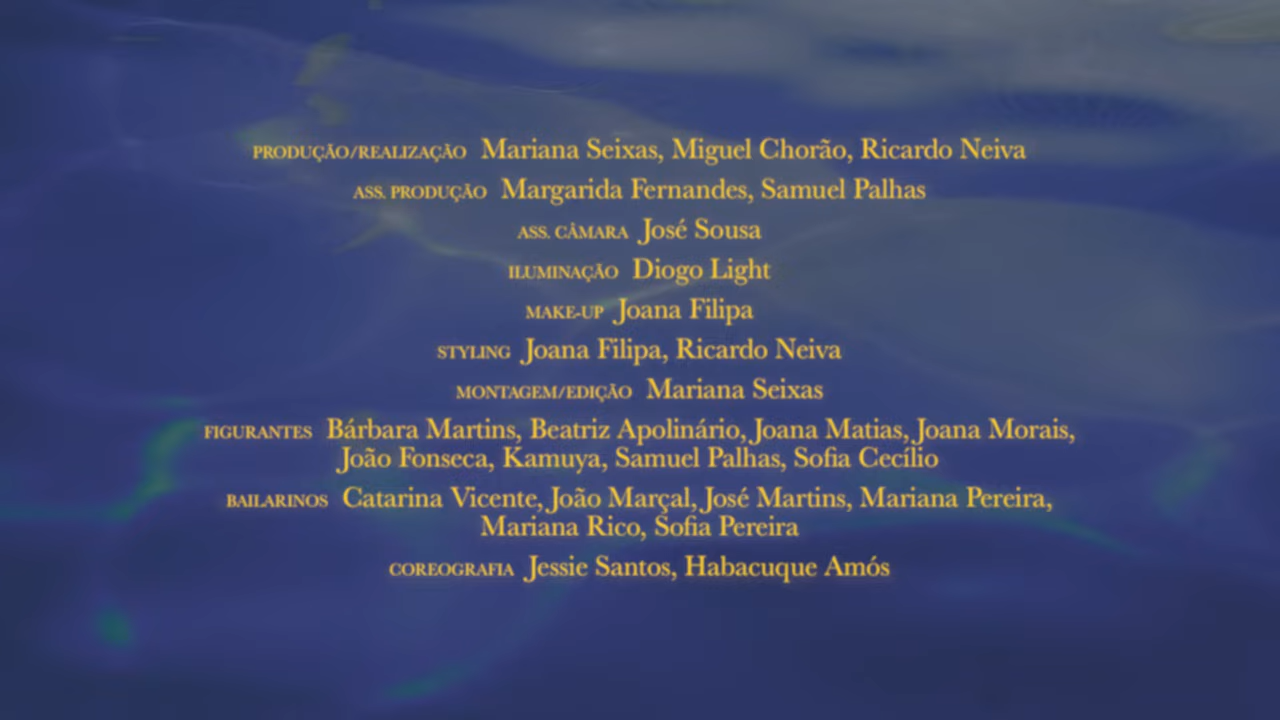 PRODUÇÃO/REALIZAÇÃO Mariana Seixas, Miguel Chorão, Ricardo Neiva
ASS. PRODUÇÃO Margarida Fernandes, Samuel Palhas
ASS. CÂMARA José Sousa
ILUMINAÇÃO Diogo Light
MAKE-UP Joana Filipa
STYLING Joana Filipa, Ricardo Neiva
MONTAGEM/EDIÇÃO Mariana Seixas
FIGURANTES Bárbara Martins, Beatriz Apolinário, Joana Matias, Joana Morais,
João Fonseca, Kamuya, Samuel Palhas, Sofia Cecílio
BAILARINOS Catarina Vicente, João Marçal, José Martins, Mariana Pereira,
Mariana Rico, Sofia Pereira
COREOGRAFIA Jessie Santos, Habacuque Amós